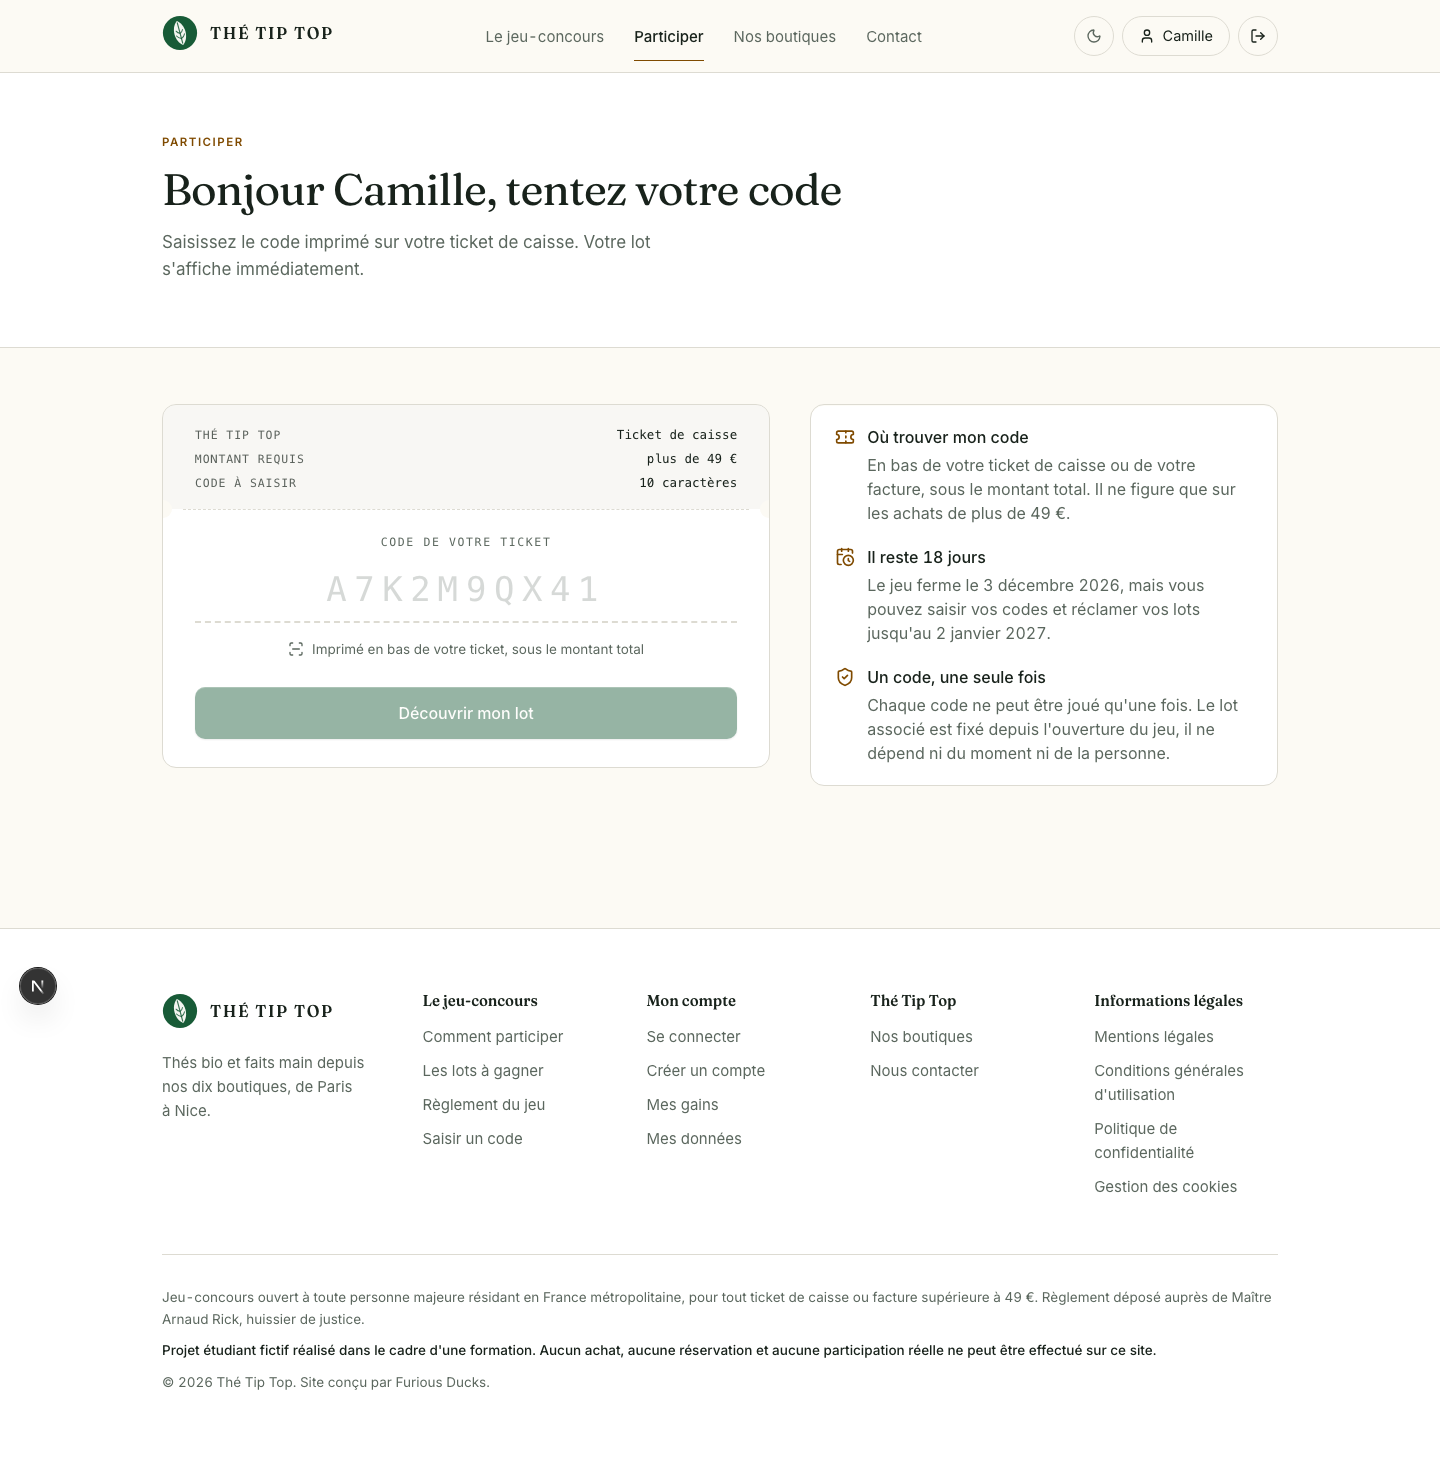 THÉ TIP TOP
Le jeu-concours
Participer
Nos boutiques
Contact
Camille
PARTICIPER
Bonjour Camille, tentez votre code
Saisissez le code imprimé sur votre ticket de caisse. Votre lot
s'affiche immédiatement.
THÉ TIP TOP Ticket de caisse
MONTANT REQUIS plus de 49 €
CODE À SAISIR 10 caractères
CODE DE VOTRE TICKET
A7K2M9QX41
Imprimé en bas de votre ticket, sous le montant total
Découvrir mon lot
Où trouver mon code
En bas de votre ticket de caisse ou de votre
facture, sous le montant total. Il ne figure que sur
les achats de plus de 49 €.
Il reste 18 jours
Le jeu ferme le 3 décembre 2026, mais vous
pouvez saisir vos codes et réclamer vos lots
jusqu'au 2 janvier 2027.
Un code, une seule fois
Chaque code ne peut être joué qu'une fois. Le lot
associé est fixé depuis l'ouverture du jeu, il ne
dépend ni du moment ni de la personne.
N
THÉ TIP TOP
Thés bio et faits main depuis
nos dix boutiques, de Paris
à Nice.
Le jeu-concours
Comment participer
Les lots à gagner
Règlement du jeu
Saisir un code
Mon compte
Se connecter
Créer un compte
Mes gains
Mes données
Thé Tip Top
Nos boutiques
Nous contacter
Informations légales
Mentions légales
Conditions générales
d'utilisation
Politique de
confidentialité
Gestion des cookies
Jeu-concours ouvert à toute personne majeure résidant en France métropolitaine, pour tout ticket de caisse ou facture supérieure à 49 €. Règlement déposé auprès de Maître
Arnaud Rick, huissier de justice.
Projet étudiant fictif réalisé dans le cadre d'une formation. Aucun achat, aucune réservation et aucune participation réelle ne peut être effectué sur ce site.
© 2026 Thé Tip Top. Site conçu par Furious Ducks.